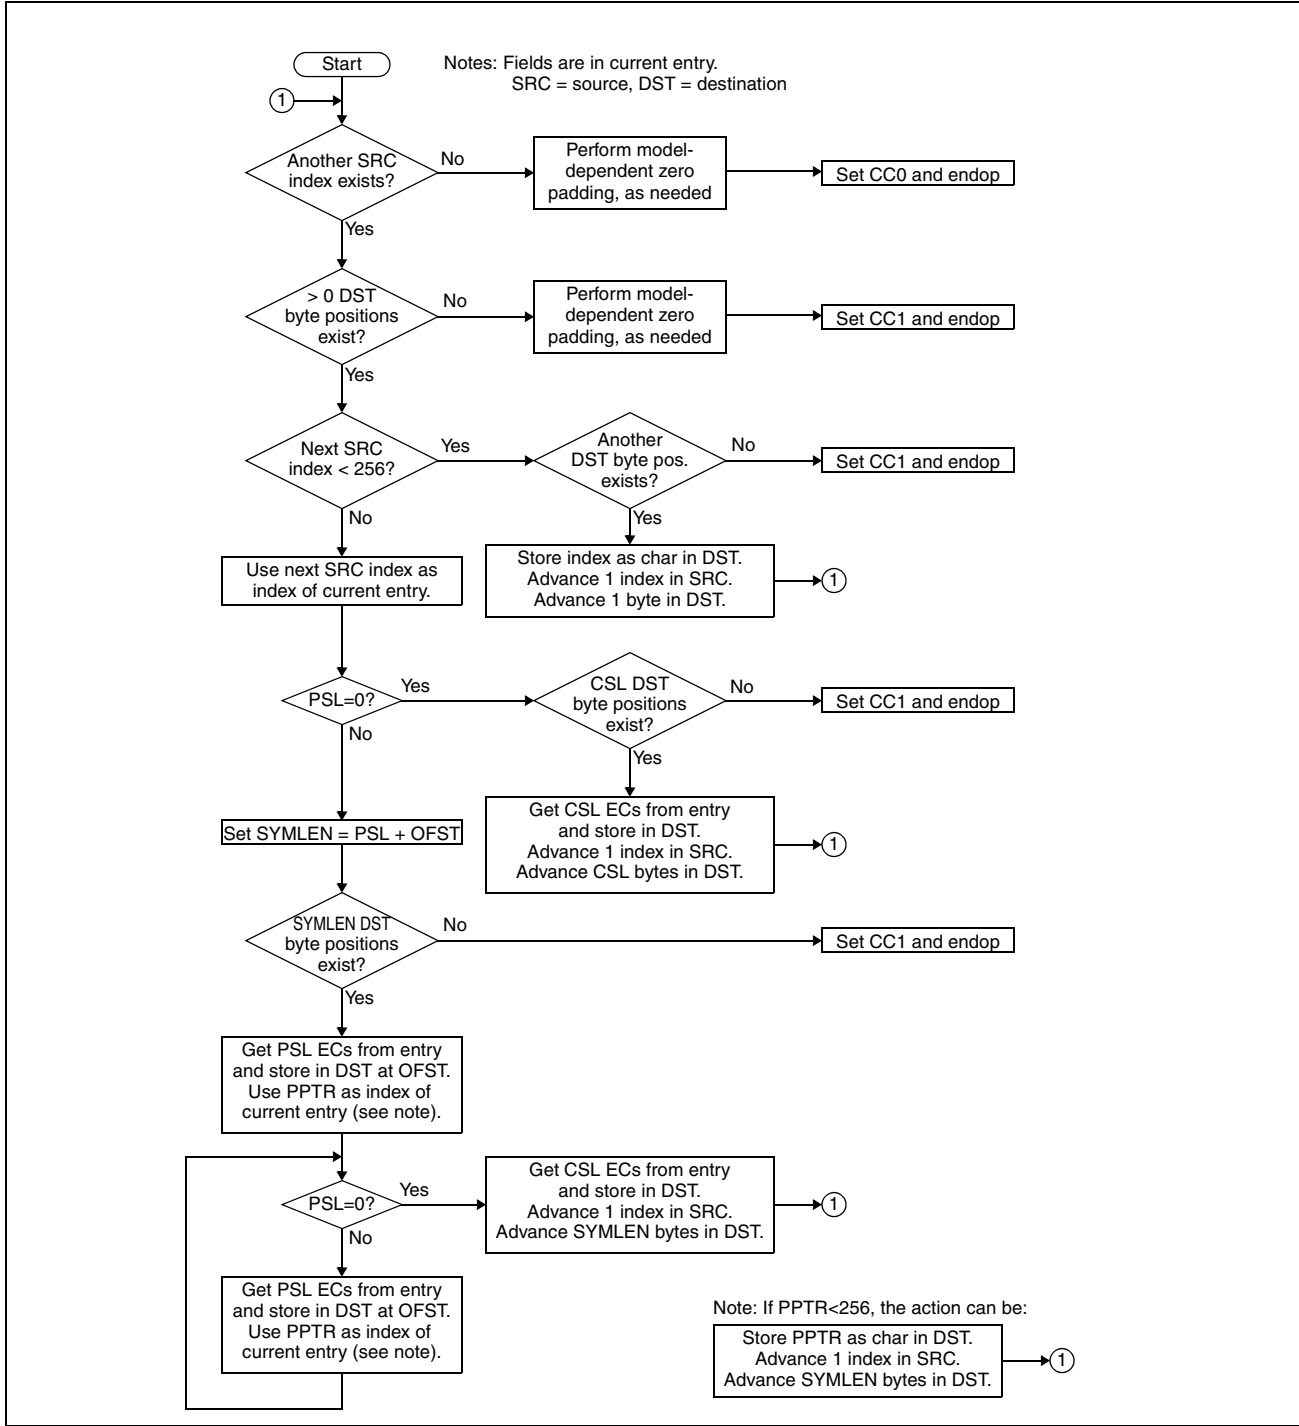 Start
Notes: Fields are in current entry.
SRC = source, DST = destination
1
Another SRC
index exists?
No
Perform model-
dependent zero
padding, as needed
Set CC0 and endop
Yes
> 0 DST
byte positions
exist?
No
Perform model-
dependent zero
padding, as needed
Set CC1 and endop
Yes
Next SRC
index < 256?
Yes
Another
DST byte pos.
exists?
No
Set CC1 and endop
No
Yes
Use next SRC index as
index of current entry.
Store index as char in DST.
Advance 1 index in SRC.
Advance 1 byte in DST.
1
PSL=0?
Yes
CSL DST
byte positions
exist?
No
Set CC1 and endop
No
Yes
Set SYMLEN = PSL + OFST
Get CSL ECs from entry
and store in DST.
Advance 1 index in SRC.
Advance CSL bytes in DST.
1
SYMLEN DST
byte positions
exist?
No
Set CC1 and endop
Yes
Get PSL ECs from entry
and store in DST at OFST.
Use PPTR as index of
current entry (see note).
PSL=0?
Yes
Get CSL ECs from entry
and store in DST.
Advance 1 index in SRC.
Advance SYMLEN bytes in DST.
1
No
Get PSL ECs from entry
and store in DST at OFST.
Use PPTR as index of
current entry (see note).
Note: If PPTR<256, the action can be:
Store PPTR as char in DST.
Advance 1 index in SRC.
Advance SYMLEN bytes in DST.
1